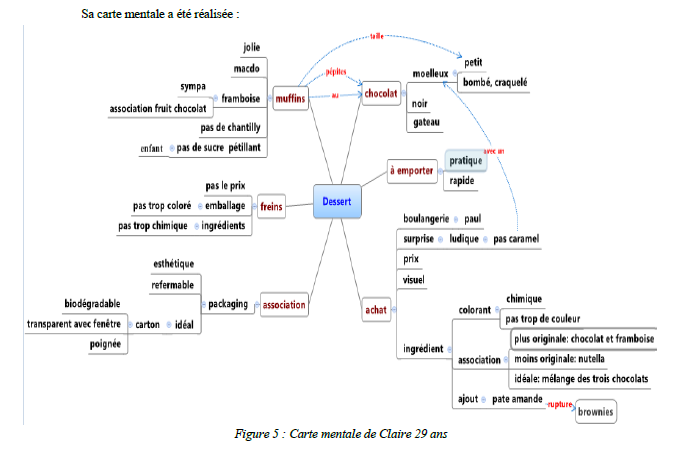 Sa carte mentale a été réalisée :
taille
jolie
macdo
sympa
framboise
association fruit chocolat
muffins
pas de chantilly
enfant
pas de sucre pétillant
pépites
au
chocolat
moelleux
petit
bombé, craquelé
noir
gateau
à emporter
pratique
rapide
avec un
Dessert
pas le prix
pas trop coloré
emballage
freins
pas trop chimique
ingrédients
boulangerie
paul
surprise
ludique
pas caramel
prix
visuel
achat
esthétique
refermable
packaging
association
biodégradable
transparent avec fenêtre
carton
idéal
poignée
ingrédient
colorant
chimique
pas trop de couleur
association
plus originale: chocolat et framboise
moins originale: nutella
idéale: mélange des trois chocolats
ajout
pate amande
rupture
brownies
Figure 5 : Carte mentale de Claire 29 ans